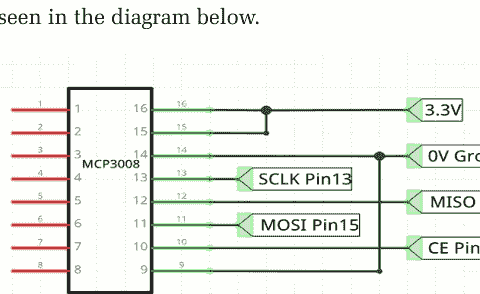 seen in the diagram below.
1 1 16 16 3.3V
2 2 15 15
3 3 14 14 0V Gro
MCP3008
4 4 13 13 SCLK Pin13
5 5 12 12 MISO
6 6 11 11 MOSI Pin15
7 7 10 10 CE Pin
8 8 9 9